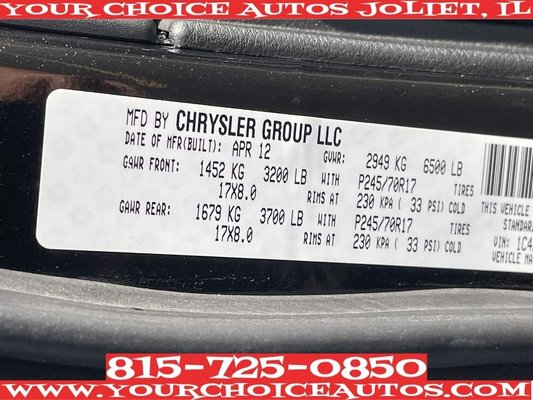 YOUR CHOICE AUTOS JOLIET, IL
MFD BY CHRYSLER GROUP LLC
DATE OF MFR(BUILT): APR 12 GVWR: 2949 KG 6500 LB
GAWR FRONT: 1452 KG 3200 LB WITH P245/70R17 TIRES
17X8.0 RIMS AT 230 KPA ( 33 PSI) COLD
GAWR REAR: 1679 KG 3700 LB WITH P245/70R17 TIRES
17X8.0 RIMS AT 230 KPA ( 33 PSI) COLD
THIS VEHICLE
STANDAR
VIN: 1C4
VEHICLE MA
815-725-0850
WWW.YOURCHOICEAUTOS.COM